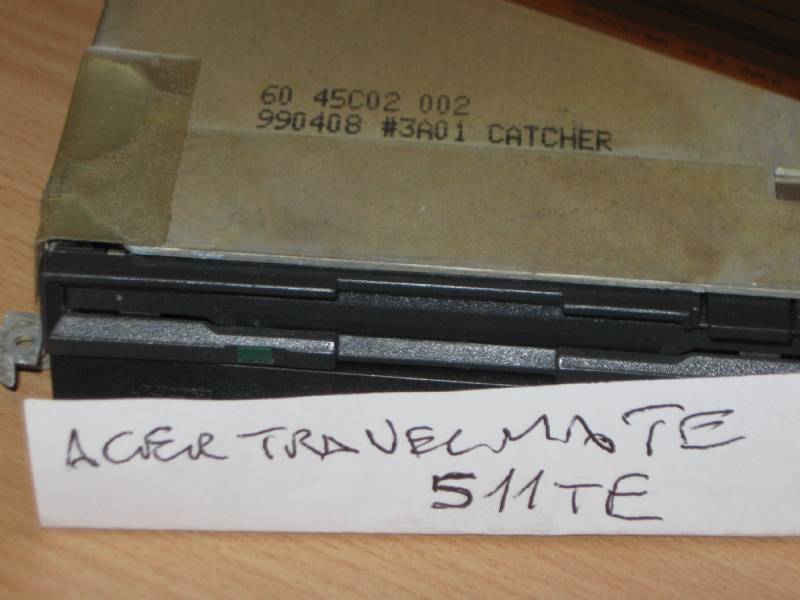 60 45C02 002
990408 #3A01 CATCHER
ACER TRAVELMATE
511TE